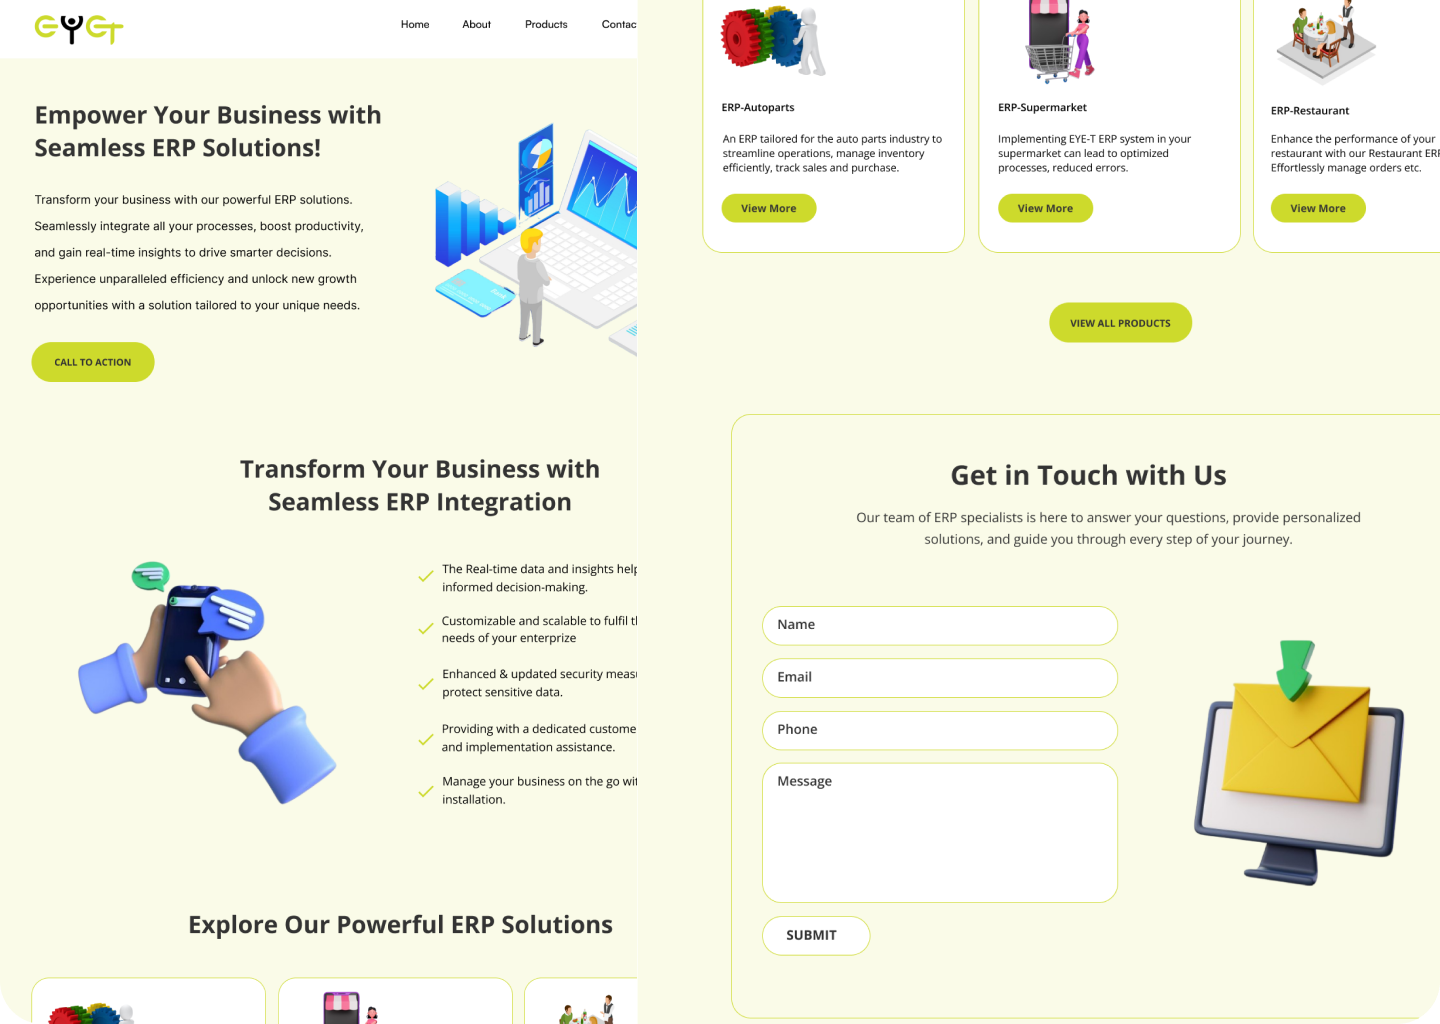 EYET
Home
About
Products
Contac
Empower Your Business with
Seamless ERP Solutions!
Transform your business with our powerful ERP solutions.
Seamlessly integrate all your processes, boost productivity,
and gain real-time insights to drive smarter decisions.
Experience unparalleled efficiency and unlock new growth
opportunities with a solution tailored to your unique needs.
CALL TO ACTION
Transform Your Business with
Seamless ERP Integration
The Real-time data and insights help
informed decision-making.
Customizable and scalable to fulfil th
needs of your enterprize
Enhanced & updated security measu
protect sensitive data.
Providing with a dedicated custome
and implementation assistance.
Manage your business on the go wit
installation.
Explore Our Powerful ERP Solutions
ERP-Autoparts
An ERP tailored for the auto parts industry to
streamline operations, manage inventory
efficiently, track sales and purchase.
View More
ERP-Supermarket
Implementing EYE-T ERP system in your
supermarket can lead to optimized
processes, reduced errors.
View More
ERP-Restaurant
Enhance the performance of your
restaurant with our Restaurant ERP
Effortlessly manage orders etc.
View More
VIEW ALL PRODUCTS
Get in Touch with Us
Our team of ERP specialists is here to answer your questions, provide personalized
solutions, and guide you through every step of your journey.
Name
Email
Phone
Message
SUBMIT